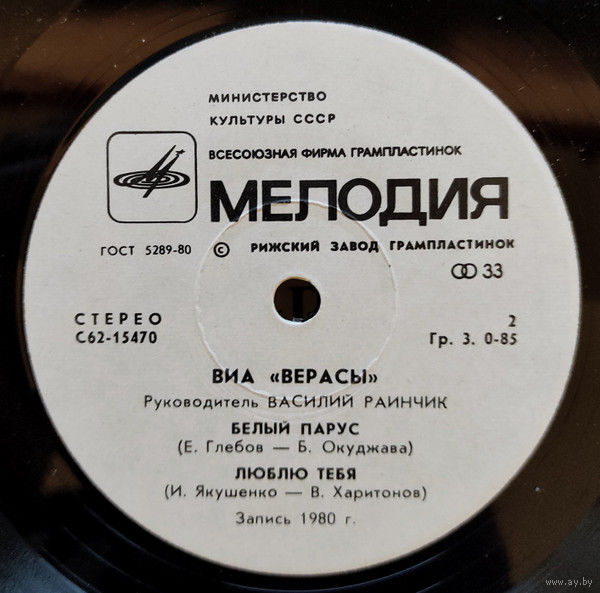 МИНИСТЕРСТВО
КУЛЬТУРЫ СССР
ВСЕСОЮЗНАЯ ФИРМА ГРАМПЛАСТИНОК
МЕЛОДИЯ
ГОСТ 5289-80 © РИЖСКИЙ ЗАВОД ГРАМПЛАСТИНОК
33
СТЕРЕО 2
С62-15470 Гр. 3. 0-85
ВИА «ВЕРАСЫ»
Руководитель ВАСИЛИЙ РАИНЧИК
БЕЛЫЙ ПАРУС
(Е. Глебов — Б. Окуджава)
ЛЮБЛЮ ТЕБЯ
(И. Якушенко — В. Харитонов)
Запись 1980 г.
www.ay.by